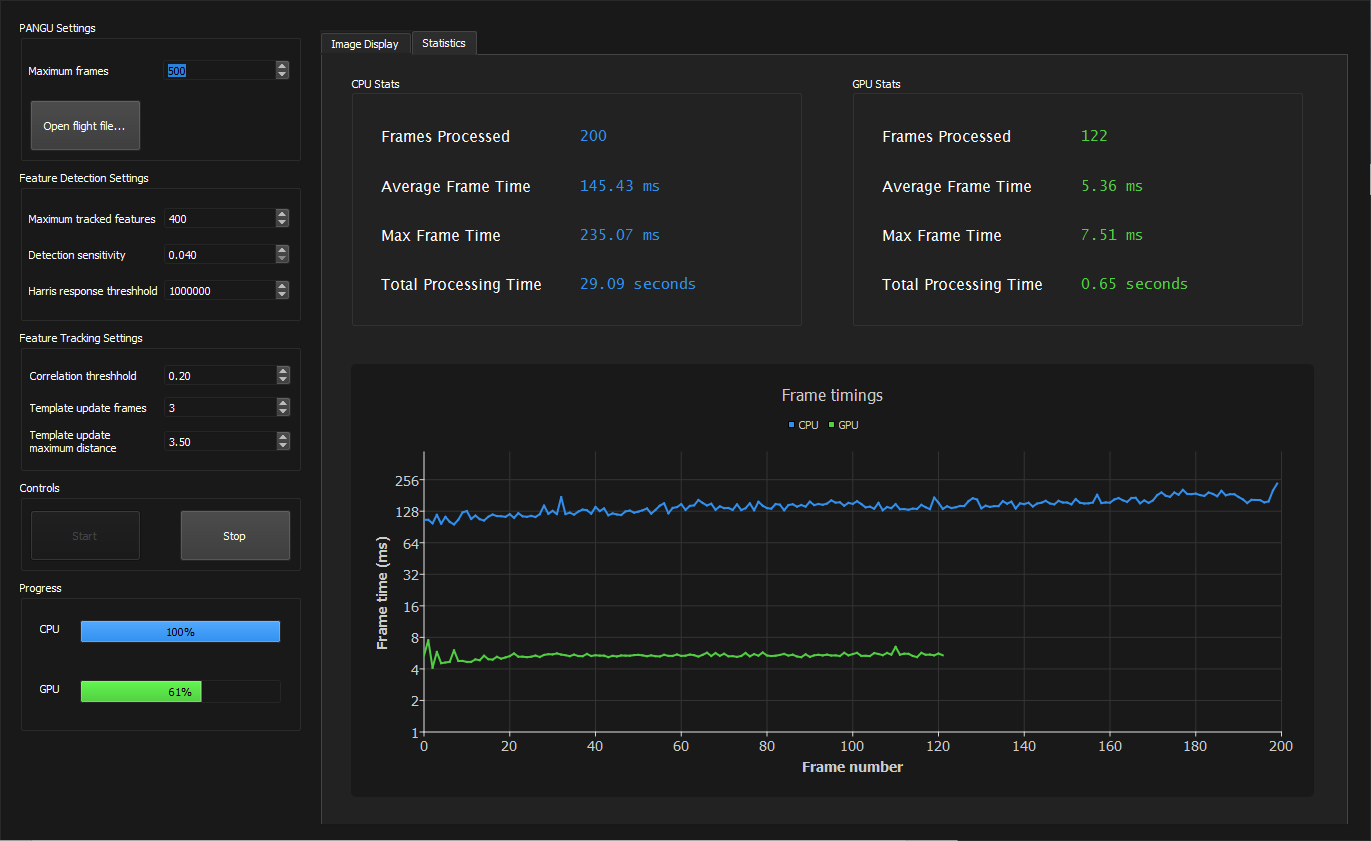 PANGU Settings
Maximum frames 500
Open flight file...
Feature Detection Settings
Maximum tracked features 400
Detection sensitivity 0.040
Harris response threshhold 1000000
Feature Tracking Settings
Correlation threshhold 0.20
Template update frames 3
Template update
maximum distance 3.50
Controls
Start Stop
Progress
CPU 100%
GPU 61%
Image Display Statistics
CPU Stats
Frames Processed 200
Average Frame Time 145.43 ms
Max Frame Time 235.07 ms
Total Processing Time 29.09 seconds
GPU Stats
Frames Processed 122
Average Frame Time 5.36 ms
Max Frame Time 7.51 ms
Total Processing Time 0.65 seconds
Frame timings
CPU GPU
Frame time (ms)
256
128
64
32
16
8
4
2
1
0 20 40 60 80 100 120 140 160 180 200
Frame number